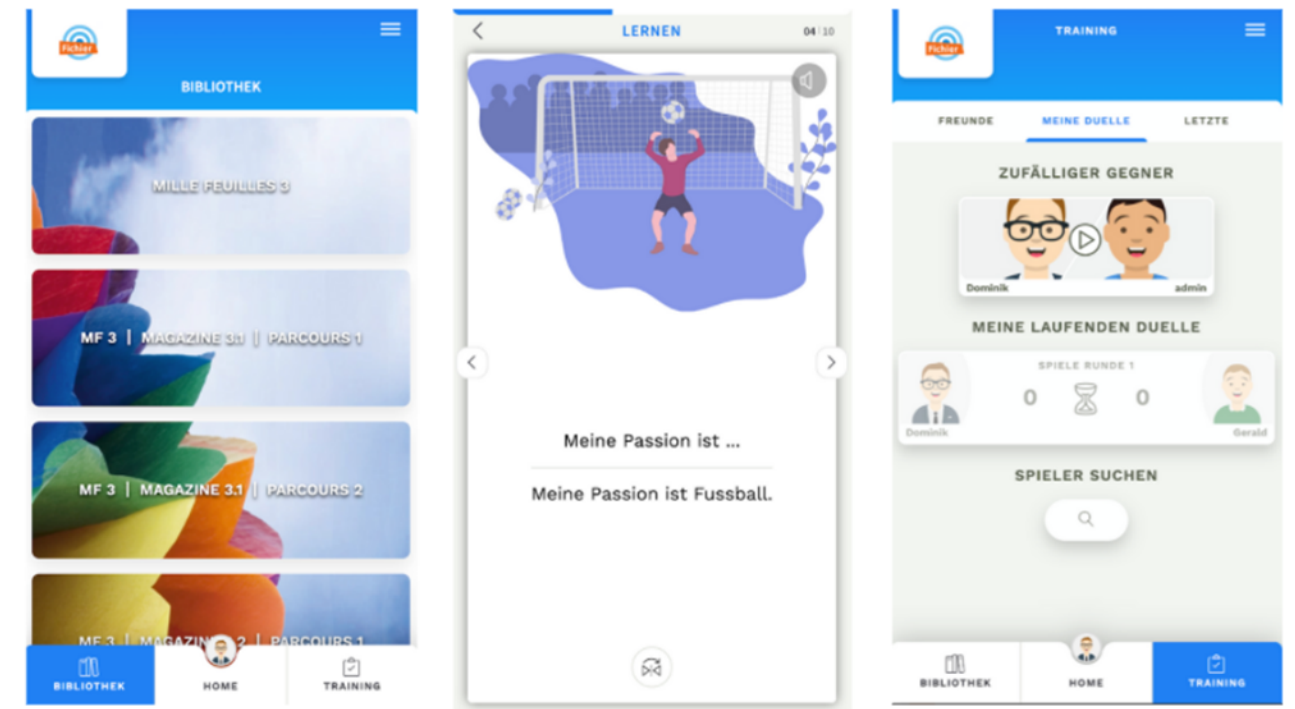 Fichier
BIBLIOTHEK
MILLE FEUILLES 3
MF 3 | MAGAZINE 3.1 | PARCOURS 1
MF 3 | MAGAZINE 3.1 | PARCOURS 2
MF 3 | MAGAZIN 2 | PARCOURS 1
BIBLIOTHEK
HOME
TRAINING
LERNEN
04|10
Meine Passion ist ...
Meine Passion ist Fussball.
Fichier
TRAINING
FREUNDE MEINE DUELLE LETZTE
ZUFÄLLIGER GEGNER
Dominik admin
MEINE LAUFENDEN DUELLE
SPIELE RUNDE 1
0 0
Dominik Gerald
SPIELER SUCHEN
BIBLIOTHEK
HOME
TRAINING